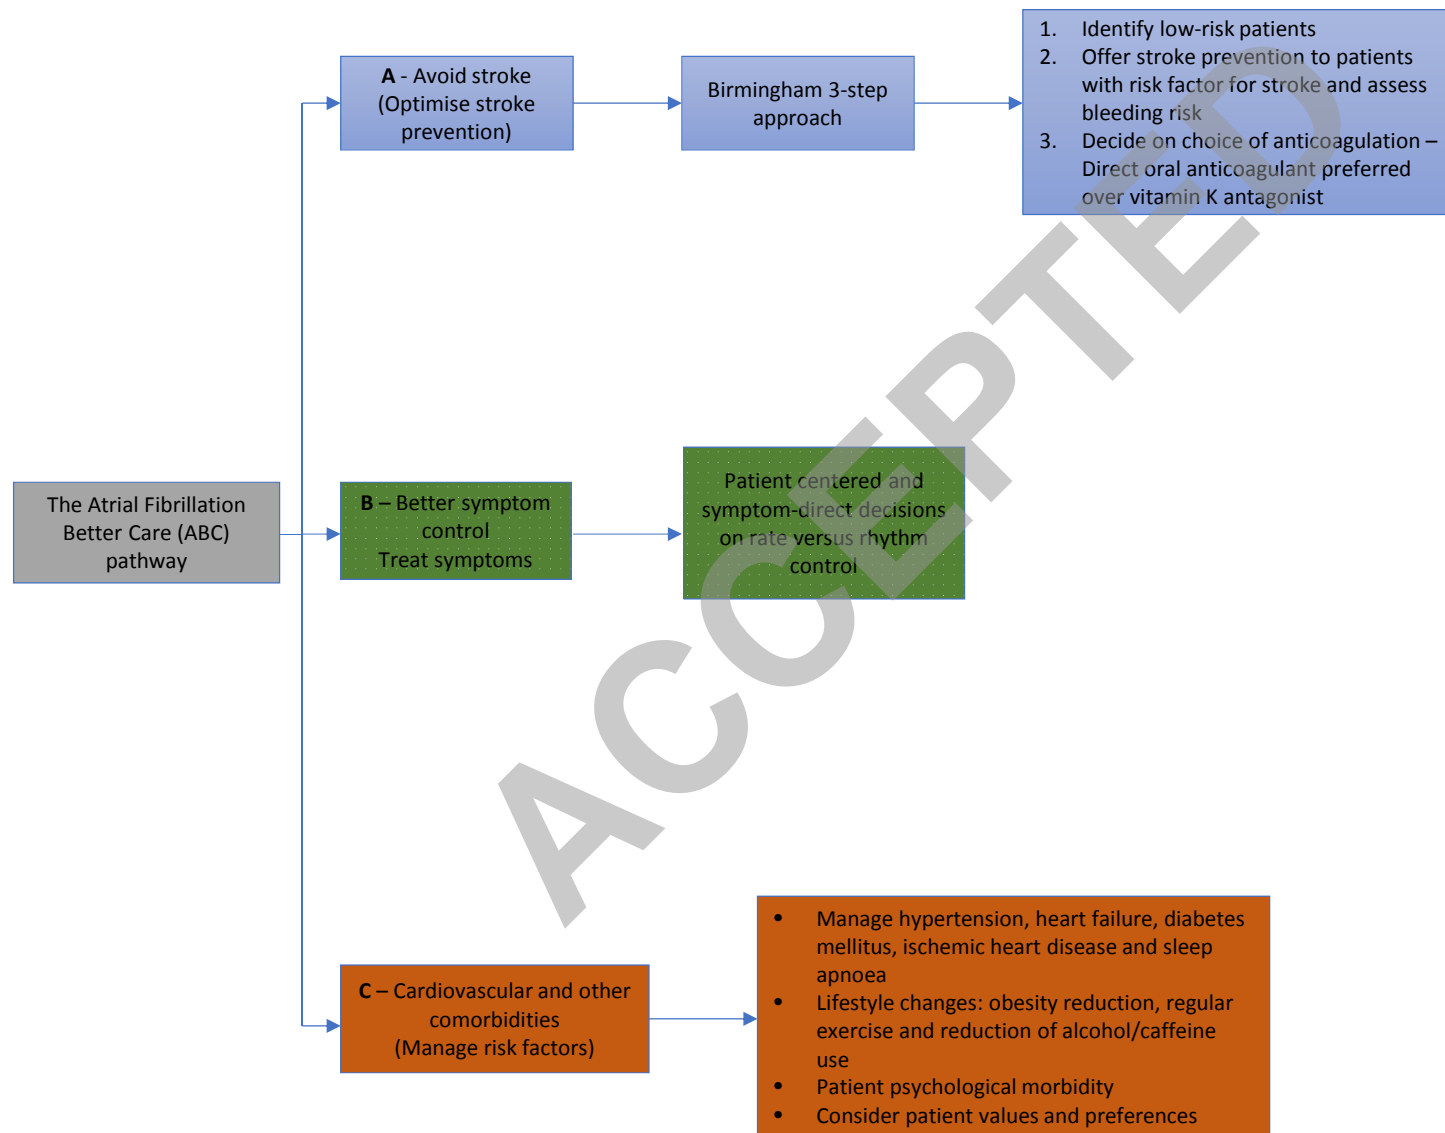 The Atrial Fibrillation
Better Care (ABC)
pathway
A - Avoid stroke
(Optimise stroke
prevention)
Birmingham 3-step
approach
1. Identify low-risk patients
2. Offer stroke prevention to patients
with risk factor for stroke and assess
bleeding risk
3. Decide on choice of anticoagulation –
Direct oral anticoagulant preferred
over vitamin K antagonist
B – Better symptom
control
Treat symptoms
Patient centered and
symptom-direct decisions
on rate versus rhythm
control
C – Cardiovascular and other
comorbidities
(Manage risk factors)
• Manage hypertension, heart failure, diabetes
mellitus, ischemic heart disease and sleep
apnoea
• Lifestyle changes: obesity reduction, regular
exercise and reduction of alcohol/caffeine
use
• Patient psychological morbidity
• Consider patient values and preferences
ACCEPTED